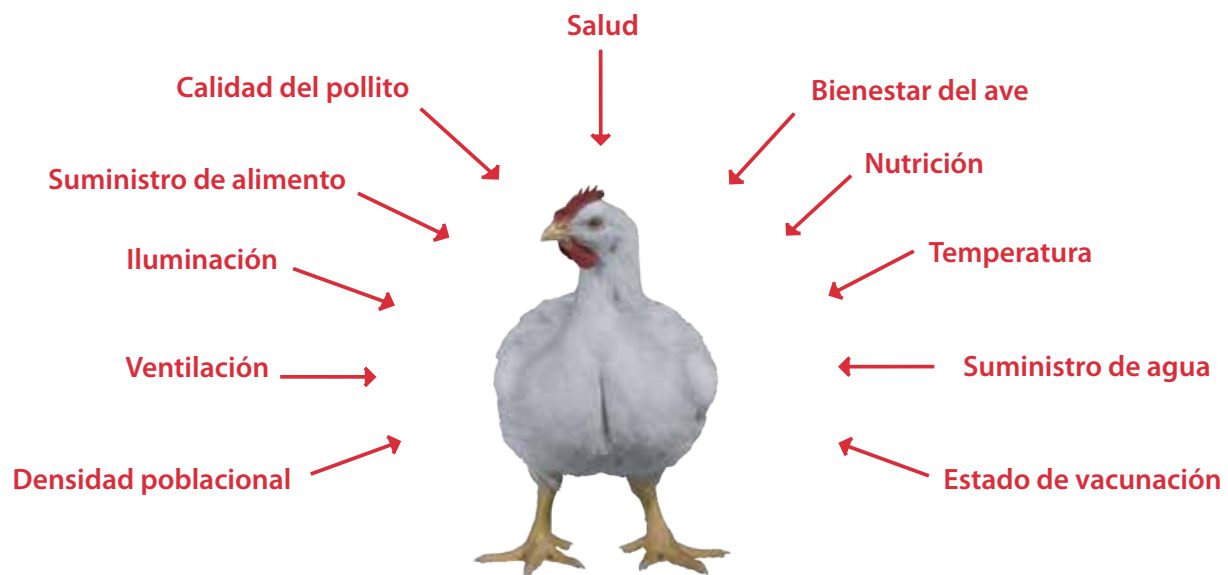 Salud
Calidad del pollito
Bienestar del ave
Suministro de alimento
Nutrición
Iluminación
Temperatura
Ventilación
Suministro de agua
Densidad poblacional
Estado de vacunación